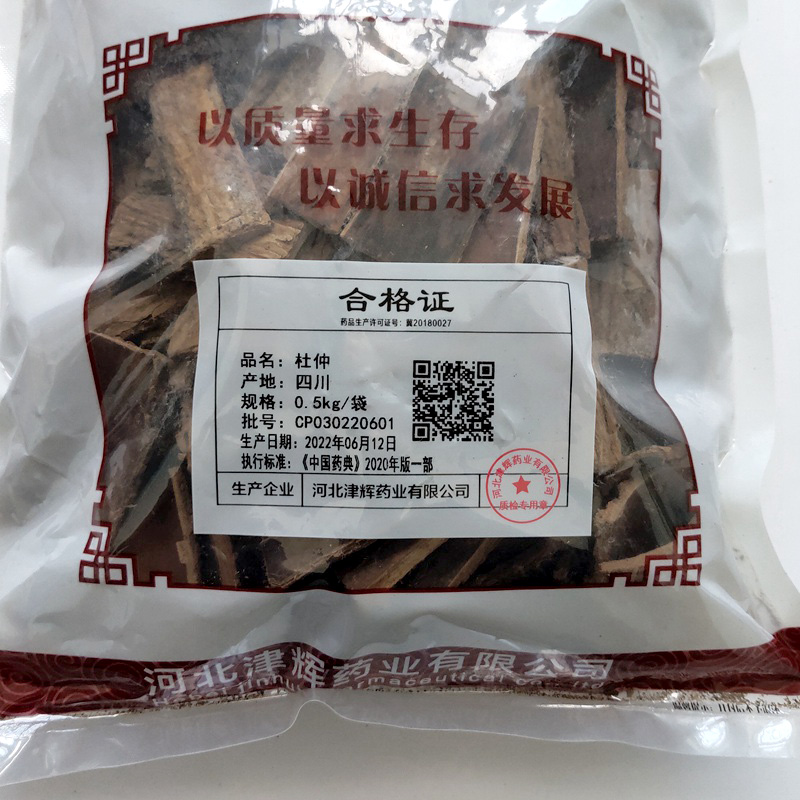 以质量求生存
以诚信求发展
合格证
药品生产许可证号：冀20180027
品名：杜仲
产地：四川
规格：0.5kg/袋
批号：CP030220601
生产日期：2022年06月12日
执行标准：《中国药典》2020年版一部
生产企业 河北津辉药业有限公司
河北津辉药业有限公司
质检专用章
河北津辉药业有限公司